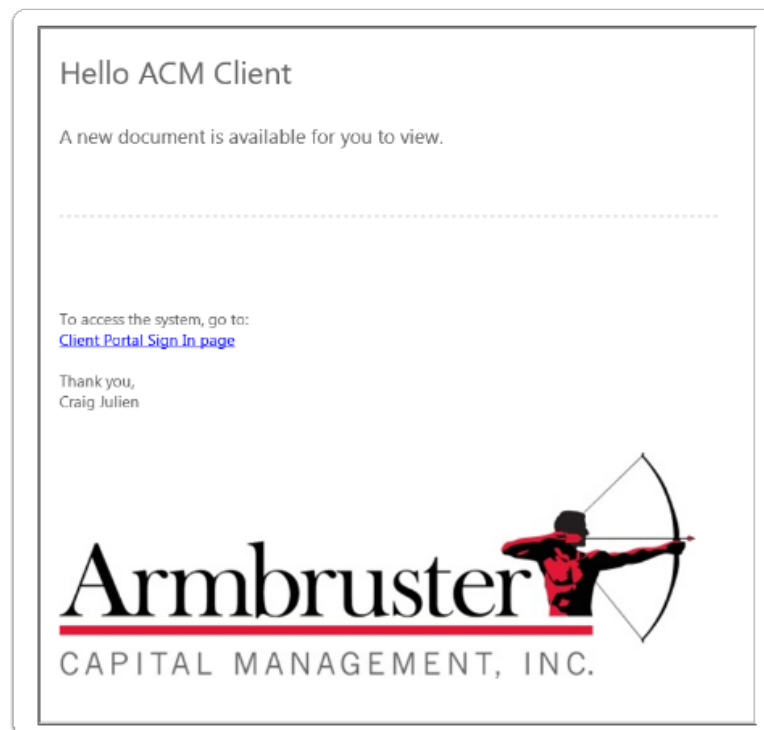 Hello ACM Client
A new document is available for you to view.
To access the system, go to:
Client Portal Sign In page
Thank you,
Craig Julien
Armbruster
CAPITAL MANAGEMENT, INC.